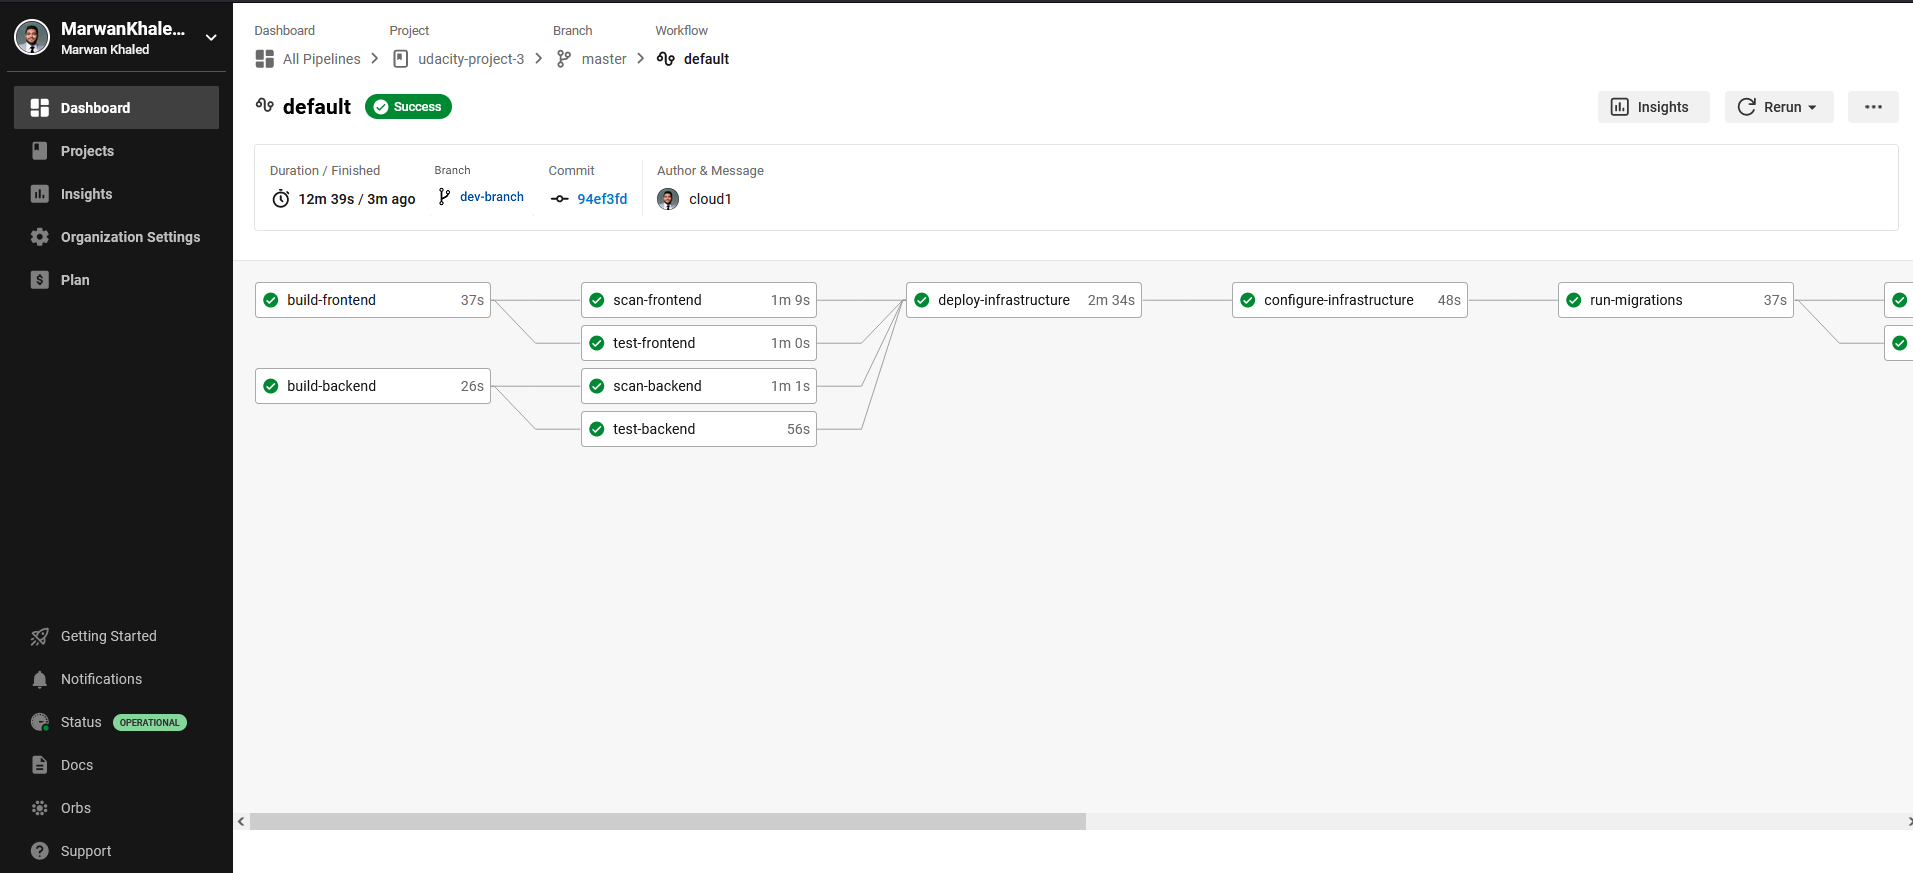 MarwanKhale...
Marwan Khaled
Dashboard
Projects
Insights
Organization Settings
$ Plan
Getting Started
Notifications
Status OPERATIONAL
Docs
Orbs
? Support
Dashboard Project Branch Workflow
All Pipelines udacity-project-3 master default
default Success
Insights Rerun ...
Duration / Finished Branch Commit Author & Message
12m 39s / 3m ago dev-branch 94ef3fd cloud1
build-frontend 37s
scan-frontend 1m 9s
deploy-infrastructure 2m 34s
configure-infrastructure 48s
run-migrations 37s
test-frontend 1m 0s
build-backend 26s
scan-backend 1m 1s
test-backend 56s